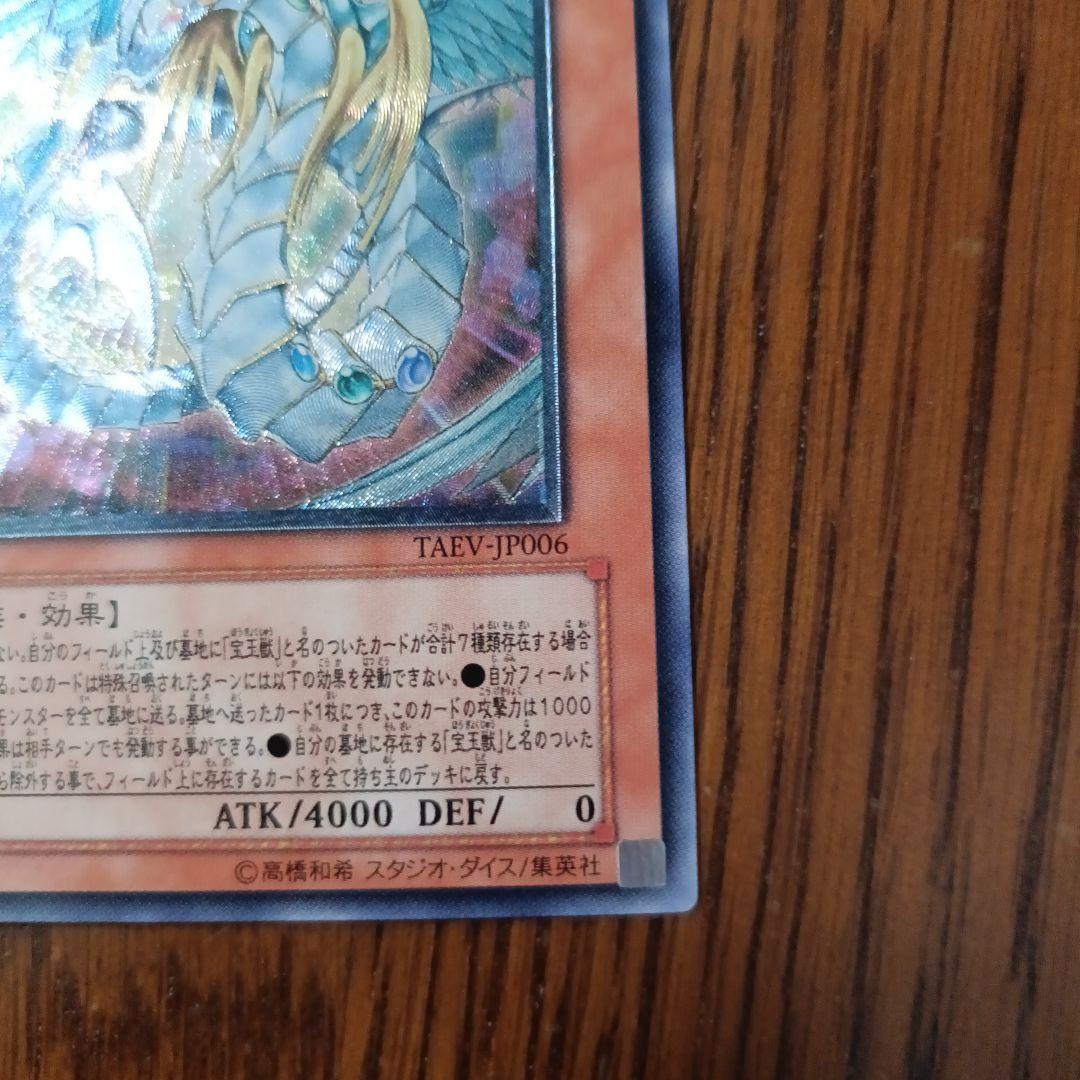 TAEV-JP006
・効果】
ない。自分のフィールド上及び墓地に「宝玉獣」と名のついたカードが合計7種類存在する場合
る。このカードは特殊召喚されたターンには以下の効果を発動できない。●自分フィールド
モンスターを全て墓地に送る。墓地へ送ったカード1枚につき、このカードの攻撃力は1000
果は相手ターンでも発動する事ができる。●自分の墓地に存在する「宝玉獣」と名のついた
ら除外する事で、フィールド上に存在するカードを全て持ち主のデッキに戻す。
ATK/4000 DEF/ 0
©高橋和希 スタジオ・ダイス/集英社